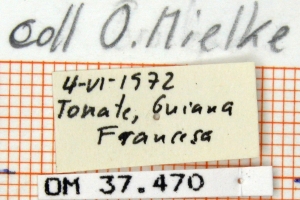 coll O. Mielke
4-VI-1972
Tonate, Guiana
Francesa
OM 37.470